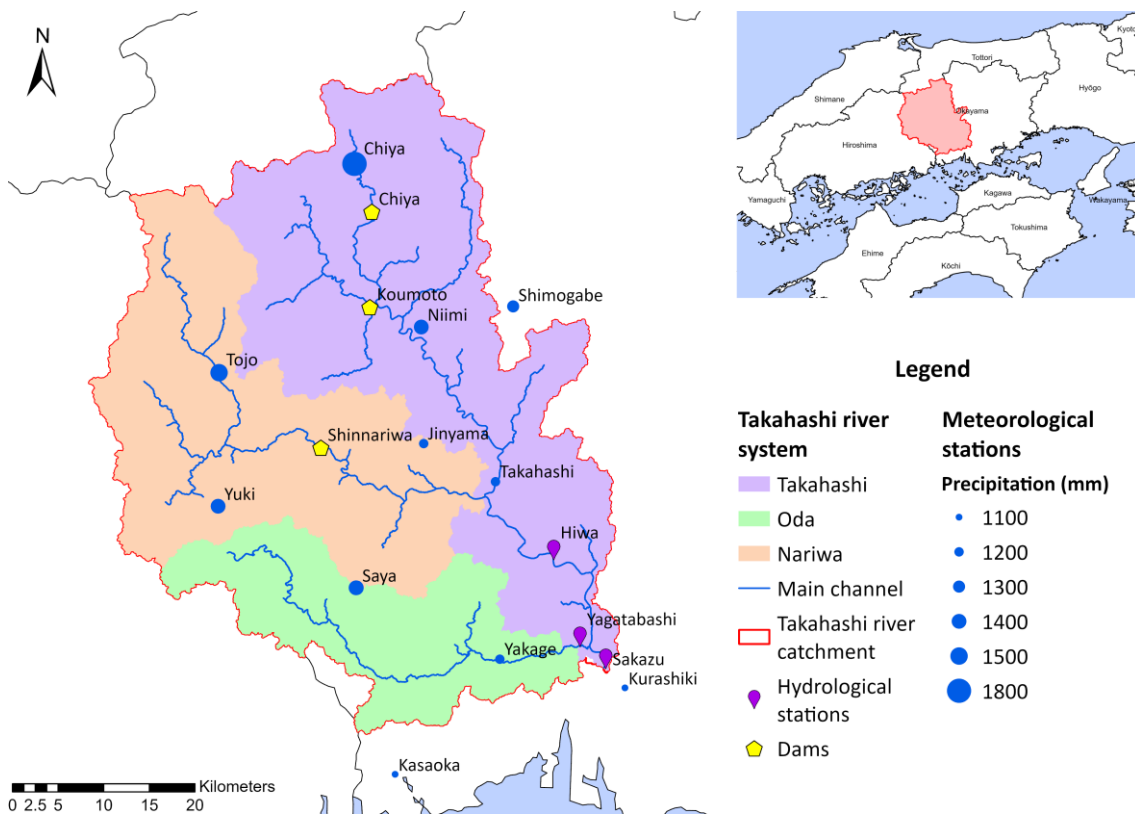 N
Chiya
Chiya
Koumoto
Niimi
Shimogabe
Tojo
Shinnariwa
Jinyama
Takahashi
Yuki
Hiwa
Saya
Yagatabashi
Yakage
Sakazu
Kurashiki
Kasaoka
Kilometers
0 2.5 5 10 15 20
Kyoto
Tottori
Hyōgo
Shimane
Okayama
Hiroshima
Kagawa
Yamaguchi
Wakayama
Tokushima
Ehime
Kōchi
Legend
Takahashi river
system
Takahashi
Oda
Nariwa
Main channel
Takahashi river
catchment
Hydrological
stations
Dams
Meteorological
stations
Precipitation (mm)
1100
1200
1300
1400
1500
1800